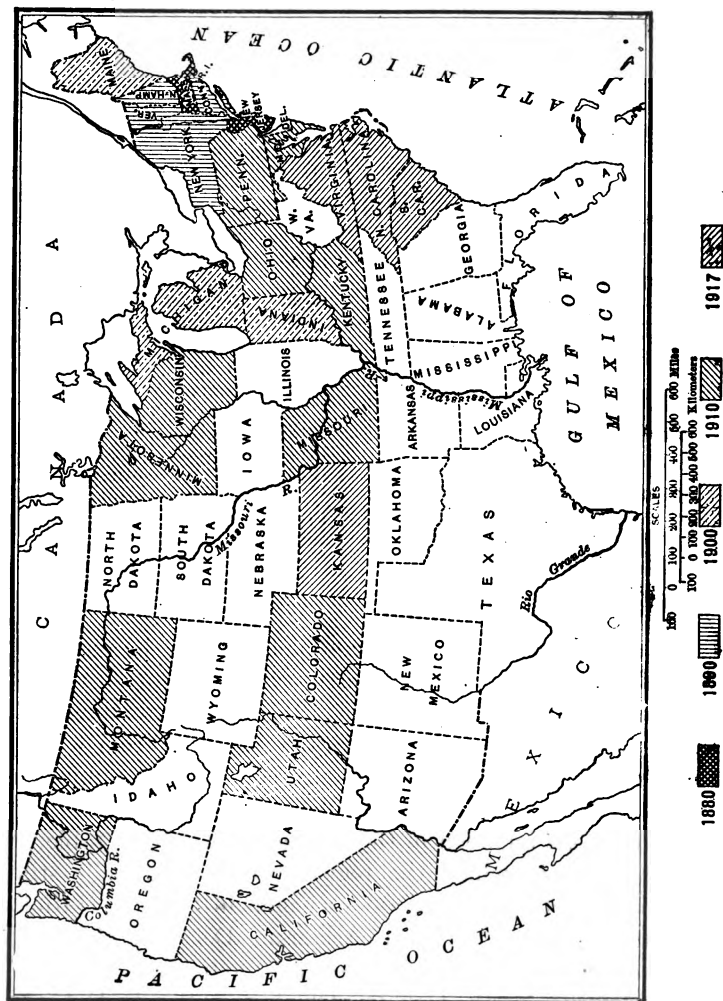 CANADA
PACIFIC OCEAN
ATLANTIC OCEAN
GULF OF
MEXICO
MEXICO
WASHINGTON
Columbia R.
OREGON
CALIFORNIA
NEVADA
IDAHO
MONTANA
WYOMING
UTAH
COLORADO
ARIZONA
NEW
MEXICO
NORTH
DAKOTA
SOUTH
DAKOTA
Missouri
R.
NEBRASKA
KANSAS
OKLAHOMA
TEXAS
Rio
Grande
MINNESOTA
IOWA
MISSOURI
ARKANSAS
LOUISIANA
WISCONSIN
MICHIGAN
ILLINOIS
INDIANA
OHIO
KENTUCKY
TENNESSEE
Mississippi
R.
MISSISSIPPI
ALABAMA
GEORGIA
FLORIDA
S.
CAR.
N. CAROLINA
VIRGINIA
W.
VA.
PENN.
NEW YORK
VER.
N-HAMP
MAINE
R.I.
NEW
JERSEY
DEL.
SCALES
100 0 100 200 300 400 500 600 Miles
100 0 100 200 300 400 500 600 Kilometers
1880
1890
1900
1910
1917